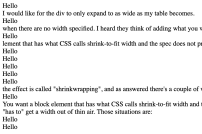 Hello
I would like for the div to only expand to as wide as my table becomes.
Hello
when there are no width specified. I heard they think of adding what you v
Hello
lement that has what CSS calls shrink-to-fit width and the spec does not pr
Hello
Hello
Hello
Hello
Hello
the effect is called "shrinkwrapping", and as answered there's a couple of v
Hello
You want a block element that has what CSS calls shrink-to-fit width and t
"has to" get a width out of thin air. Those situations are:
Hello
Hello